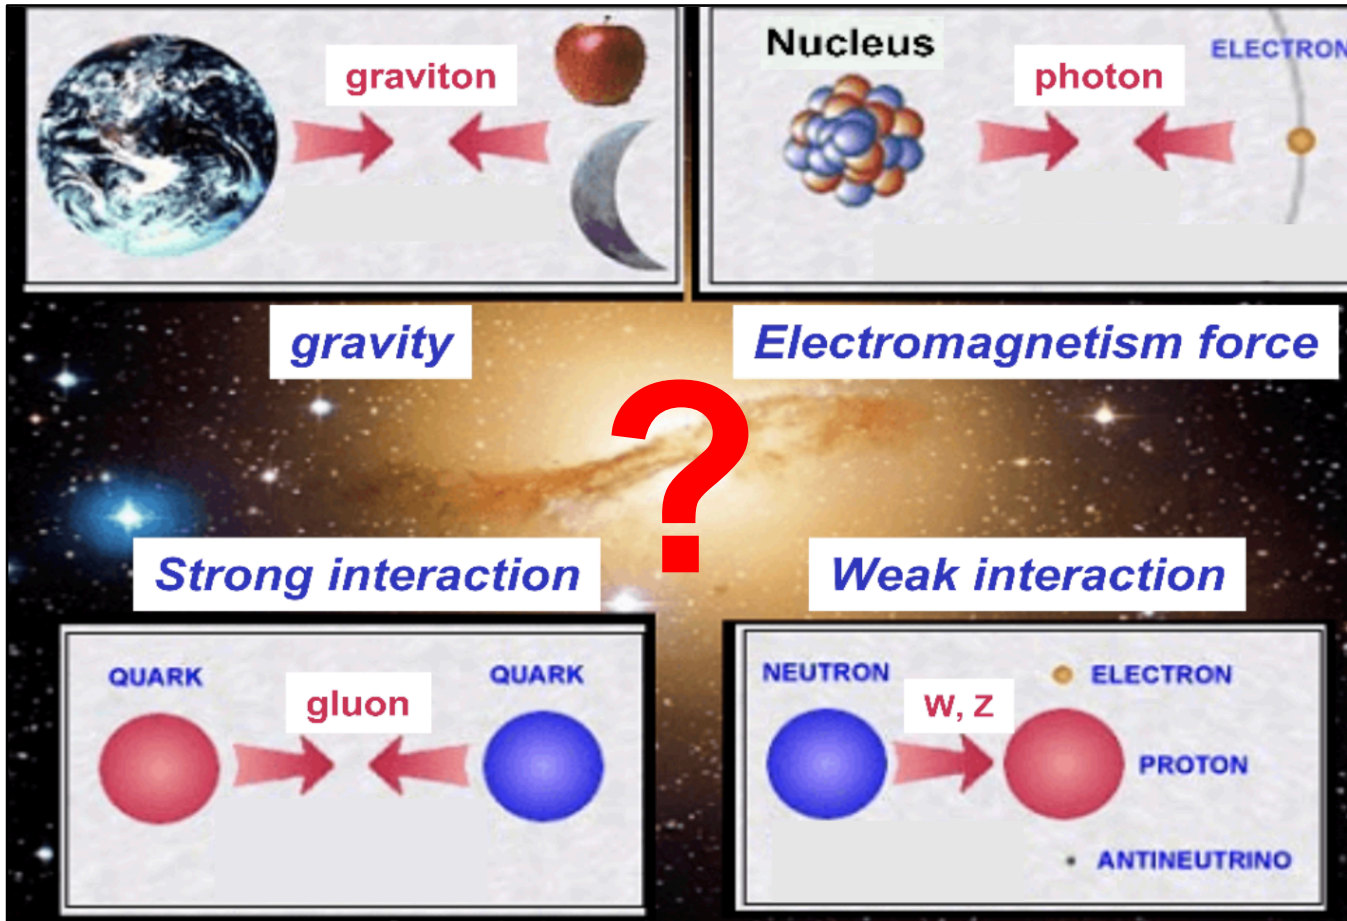 graviton
Nucleus
photon
ELECTRON
gravity
Electromagnetism force
?
Strong interaction
Weak interaction
QUARK
gluon
QUARK
NEUTRON
W, Z
ELECTRON
PROTON
ANTINEUTRINO